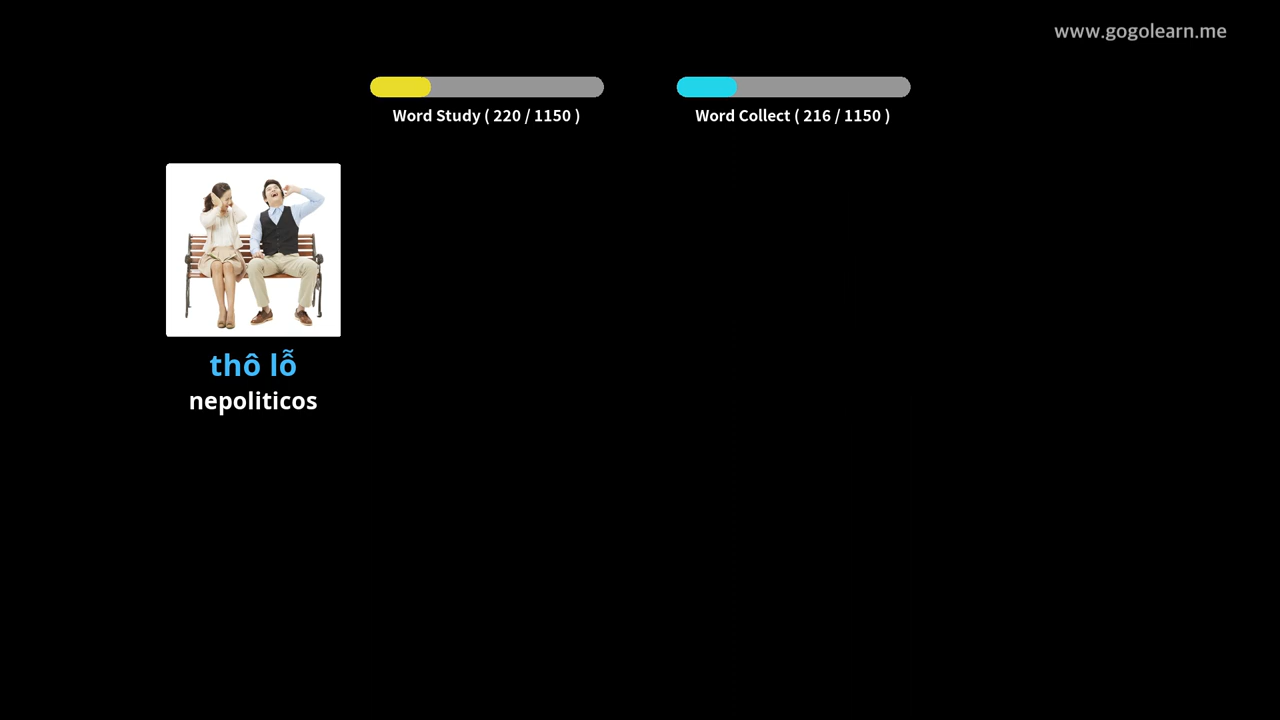 www.gogolearn.me
Word Study ( 220 / 1150 )
Word Collect ( 216 / 1150 )
thô lỗ
nepoliticos